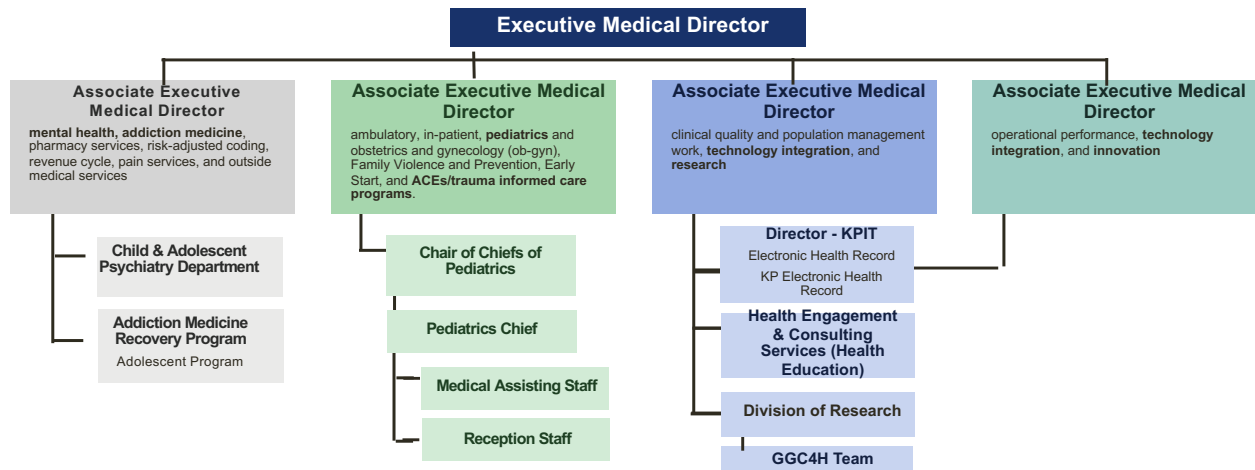 Executive Medical Director
Associate Executive
Medical Director
mental health, addiction medicine,
pharmacy services, risk-adjusted coding,
revenue cycle, pain services, and outside
medical services
Child & Adolescent
Psychiatry Department
Addiction Medicine
Recovery Program
Adolescent Program
Associate Executive Medical
Director
ambulatory, in-patient, pediatrics and
obstetrics and gynecology (ob-gyn),
Family Violence and Prevention, Early
Start, and ACEs/trauma informed care
programs.
Chair of Chiefs of
Pediatrics
Pediatrics Chief
Medical Assisting Staff
Reception Staff
Associate Executive Medical
Director
clinical quality and population management
work, technology integration, and
research
Director - KPIT
Electronic Health Record
KP Electronic Health
Record
Health Engagement
& Consulting
Services (Health
Education)
Division of Research
GGC4H Team
Associate Executive Medical
Director
operational performance, technology
integration, and innovation